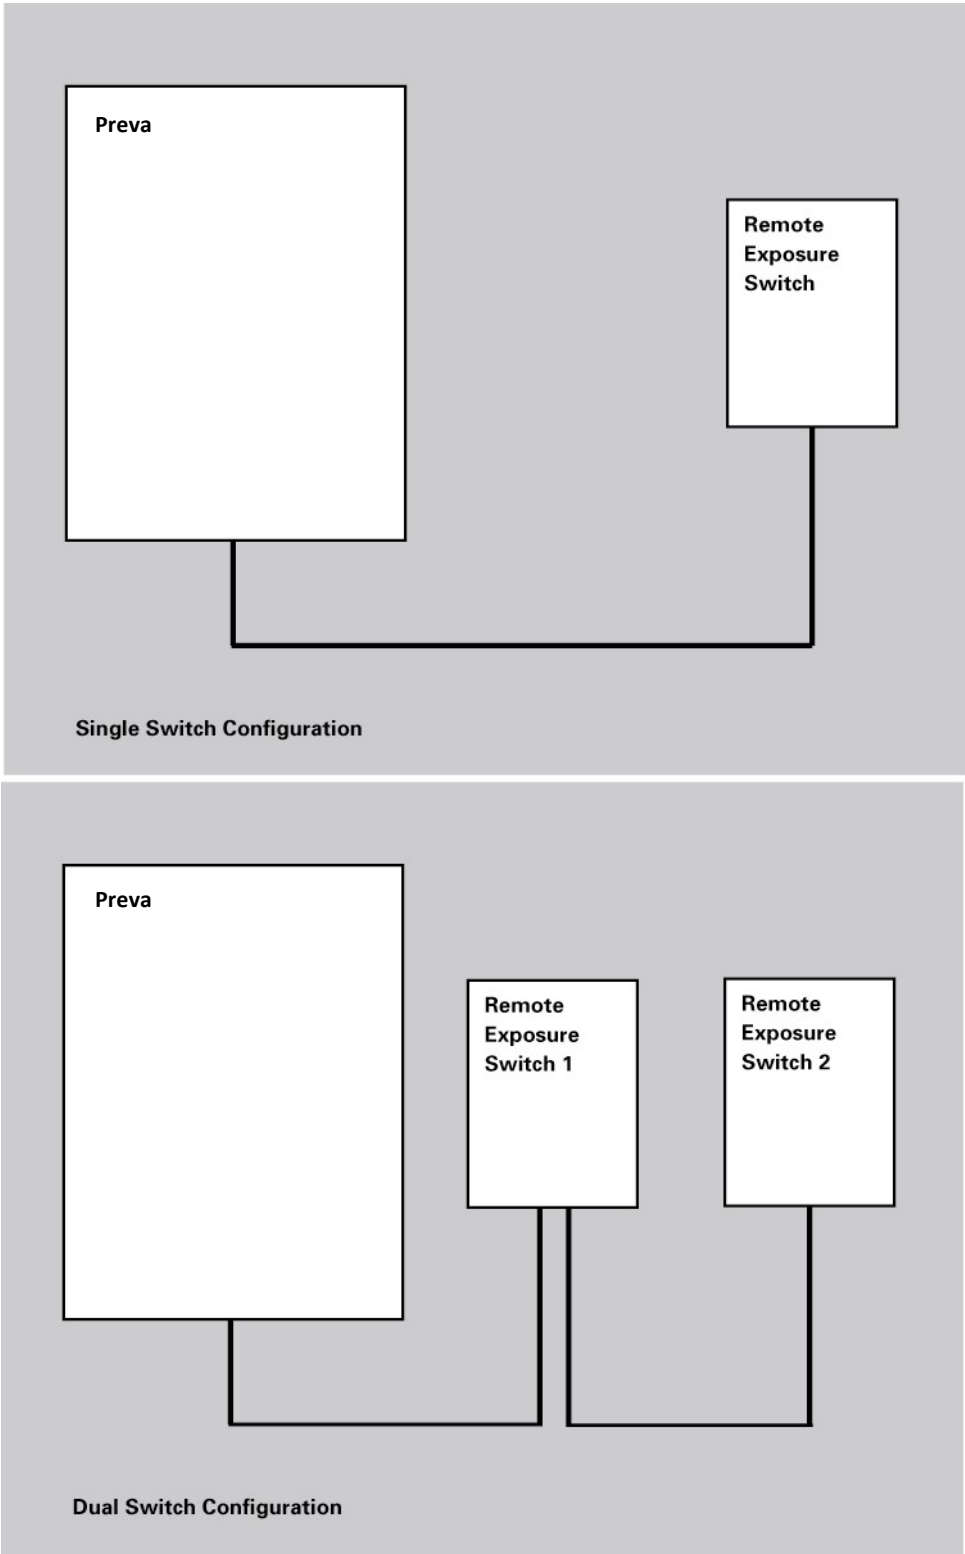 Preva
Remote
Exposure
Switch
Single Switch Configuration
Preva
Remote
Exposure
Switch 1
Remote
Exposure
Switch 2
Dual Switch Configuration